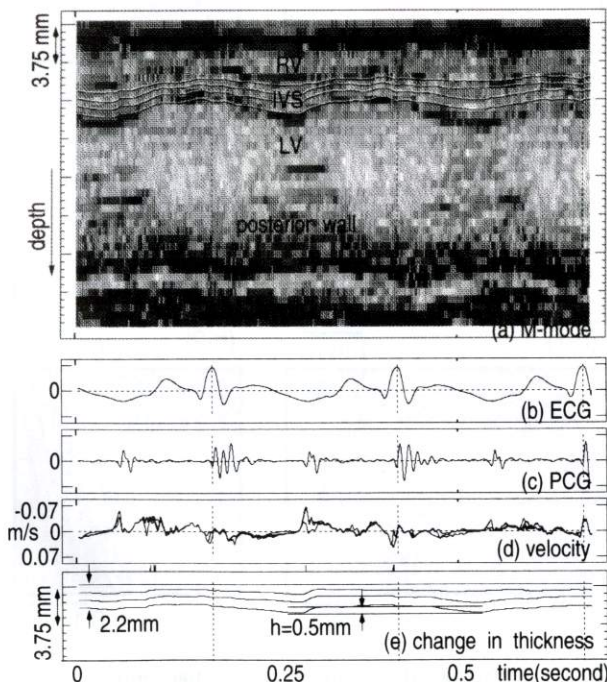 3.75 mm
RV
IVS
LV
depth
posterior wall
(a) M-mode
0
(b) ECG
0
(c) PCG
-0.07
m/s 0
0.07
(d) velocity
3.75 mm
2.2mm
h=0.5mm
(e) change in thickness
0 0.25 0.5 time(second)